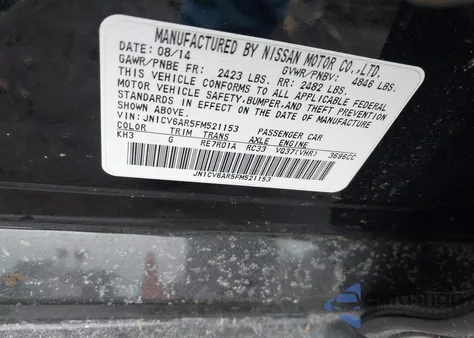 MANUFACTURED BY NISSAN MOTOR CO.,LTD.
DATE: 08/14 GVWR/PNBV: 4846 LBS.
GAWR/PNBE FR: 2423 LBS. RR: 2482 LBS.
THIS VEHICLE CONFORMS TO ALL APPLICABLE FEDERAL
MOTOR VEHICLE SAFETY, BUMPER, AND THEFT PREVENTION
STANDARDS IN EFFECT ON THE DATE OF MANUFACTURE
SHOWN ABOVE.
VIN: JN1CV6AR5FM521153 PASSENGER CAR
COLOR TRIM TRANS AXLE ENGINE
KH3 G RE7R01A RC33 VQ37(VHR) 3696CC
JN1CV6AR5FM521153